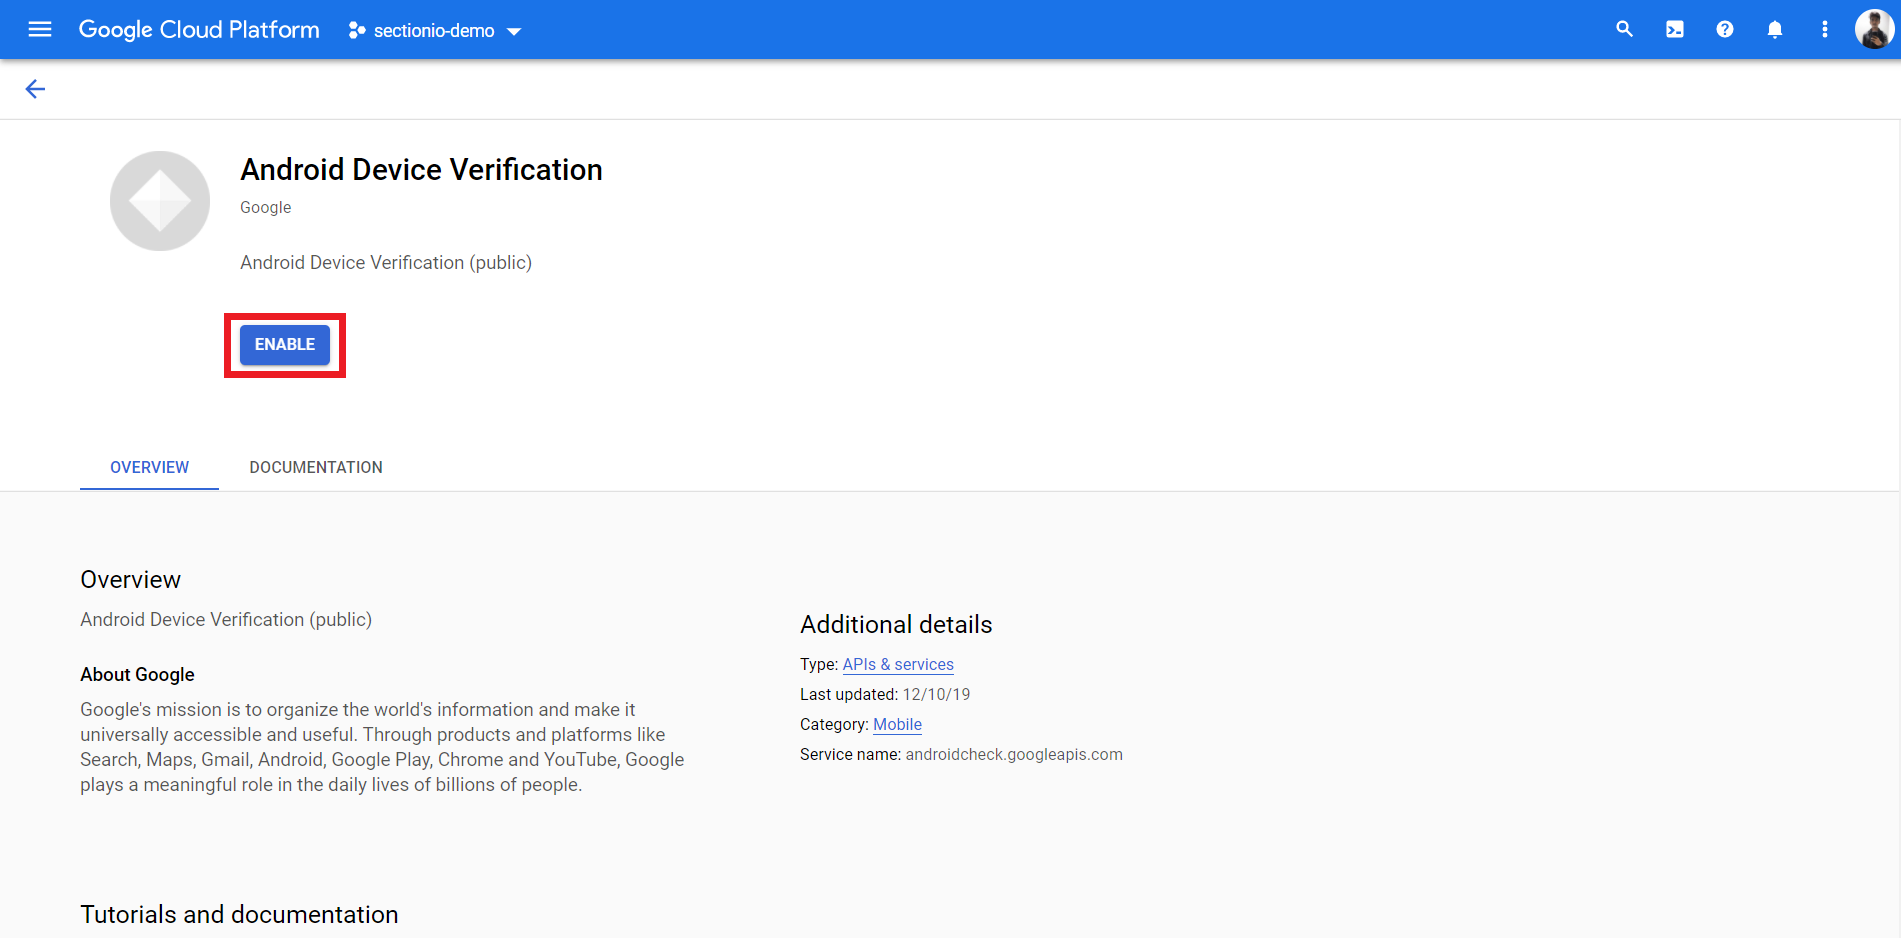 Google Cloud Platform sectionio-demo
Android Device Verification
Google
Android Device Verification (public)
ENABLE
OVERVIEW DOCUMENTATION
Overview
Android Device Verification (public)
About Google
Google's mission is to organize the world's information and make it
universally accessible and useful. Through products and platforms like
Search, Maps, Gmail, Android, Google Play, Chrome and YouTube, Google
plays a meaningful role in the daily lives of billions of people.
Additional details
Type: APIs & services
Last updated: 12/10/19
Category: Mobile
Service name: androidcheck.googleapis.com
Tutorials and documentation